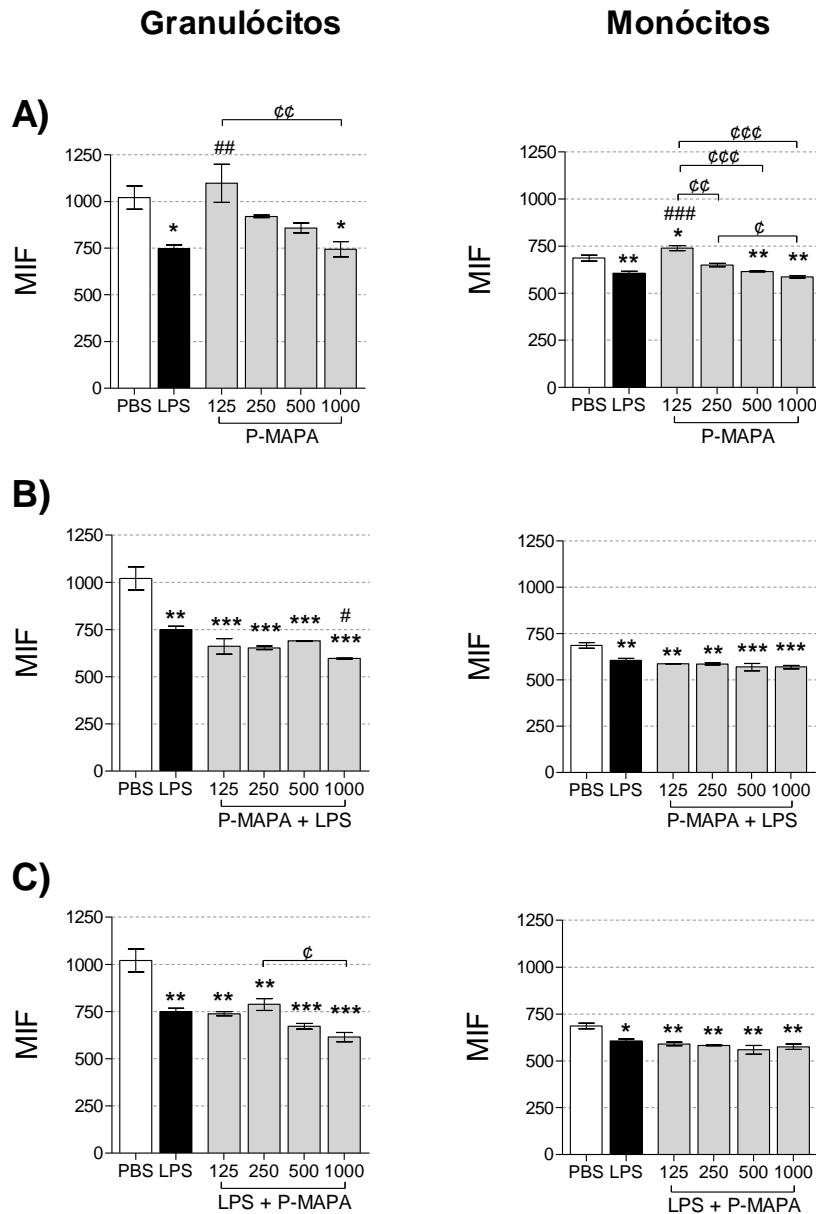 Granulócitos
Monócitos
A)
¢¢
##
1250
1000
750
500
250
0
MIF
*
*
PBS LPS 125 250 500 1000
P-MAPA
¢¢¢
¢¢¢
¢¢
###
¢
1250
1000
750
500
250
0
MIF
** * ** **
PBS LPS 125 250 500 1000
P-MAPA
B)
1250
1000
750
500
250
0
MIF
#
** *** *** *** ***
PBS LPS 125 250 500 1000
P-MAPA + LPS
1250
1000
750
500
250
0
MIF
** ** ** *** ***
PBS LPS 125 250 500 1000
P-MAPA + LPS
C)
1250
1000
750
500
250
0
MIF
¢
** ** ** *** ***
PBS LPS 125 250 500 1000
LPS + P-MAPA
1250
1000
750
500
250
0
MIF
* ** ** ** **
PBS LPS 125 250 500 1000
LPS + P-MAPA